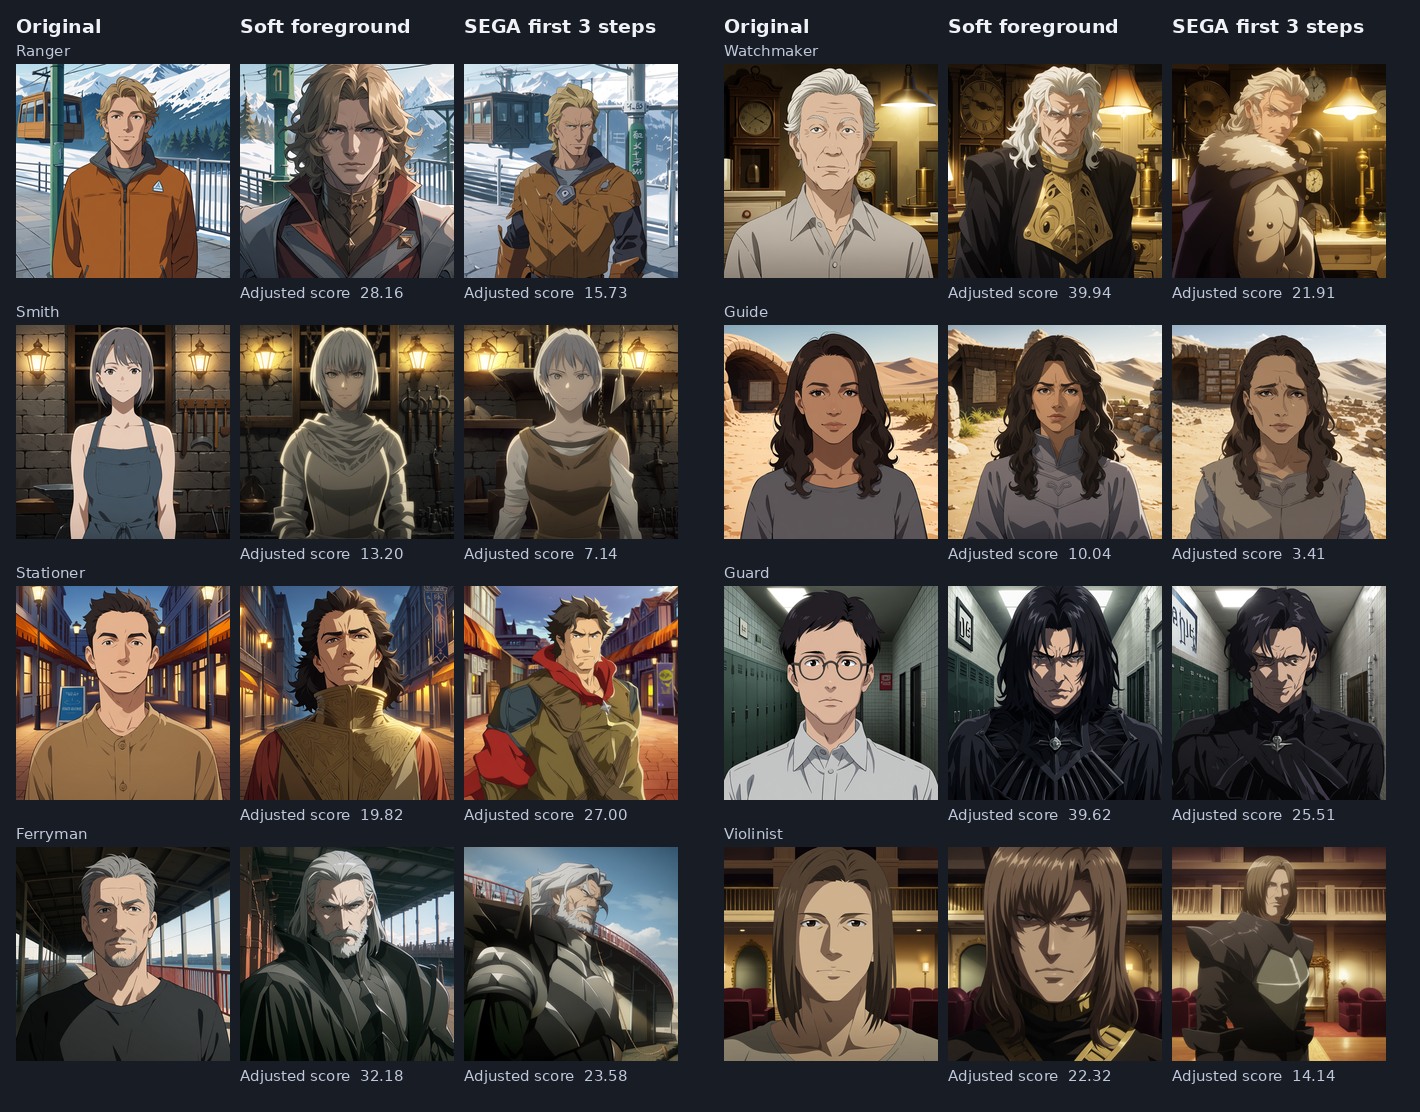 Original Soft foreground SEGA first 3 steps
Ranger
Adjusted score 28.16 Adjusted score 15.73
Smith
Adjusted score 13.20 Adjusted score 7.14
Stationer
Adjusted score 19.82 Adjusted score 27.00
Ferryman
Adjusted score 32.18 Adjusted score 23.58
Original Soft foreground SEGA first 3 steps
Watchmaker
Adjusted score 39.94 Adjusted score 21.91
Guide
Adjusted score 10.04 Adjusted score 3.41
Guard
Adjusted score 39.62 Adjusted score 25.51
Violinist
Adjusted score 22.32 Adjusted score 14.14